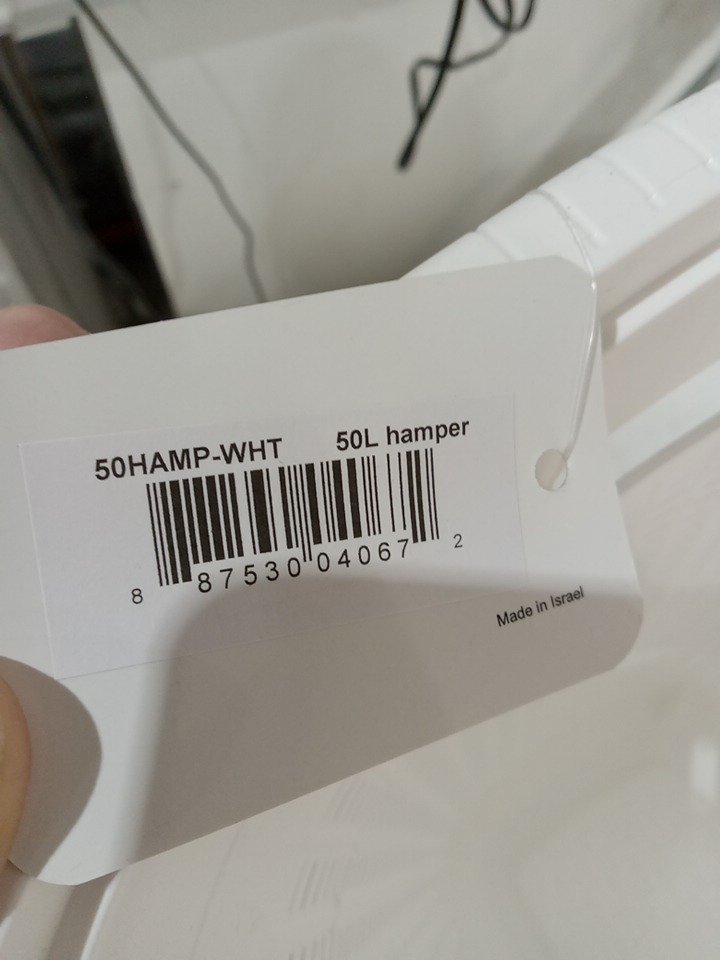 50HAMP-WHT 50L hamper
8 87530 04067 2
Made in Israel